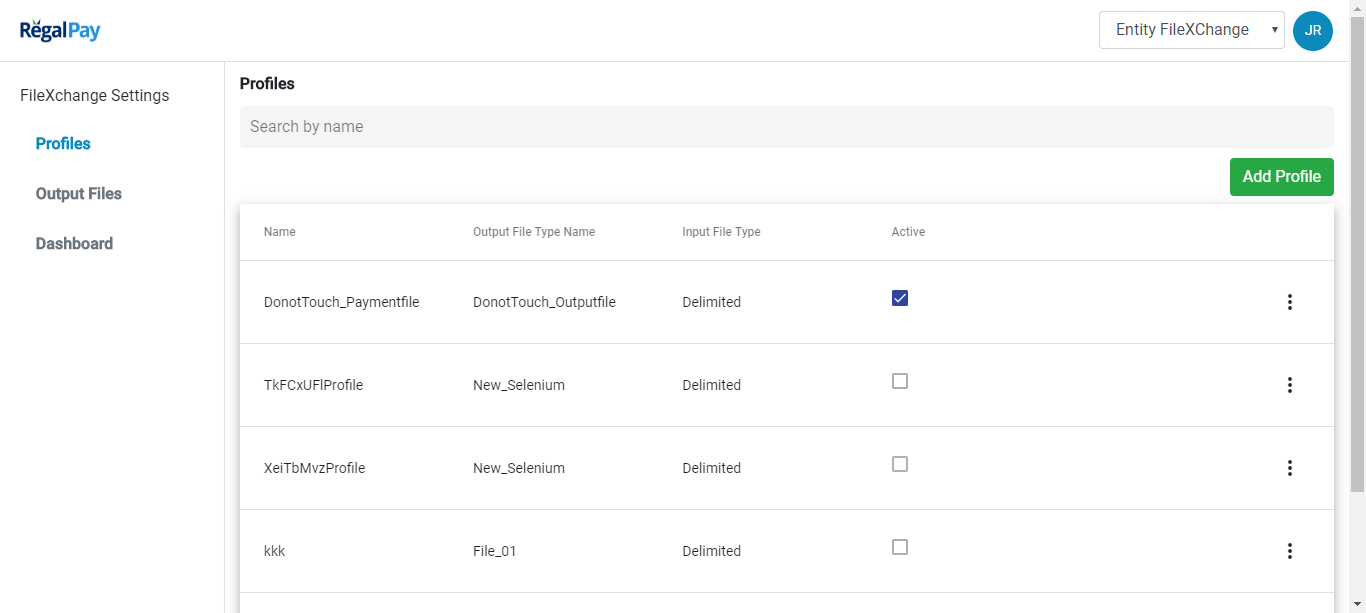 RegalPay
Entity FileXChange
JR
FileXchange Settings
Profiles
Output Files
Dashboard
Profiles
Search by name
Add Profile
Name Output File Type Name Input File Type Active
DonotTouch_Paymentfile DonotTouch_Outputfile Delimited
TkFCxUFlProfile New_Selenium Delimited
XeiTbMvzProfile New_Selenium Delimited
kkk File_01 Delimited